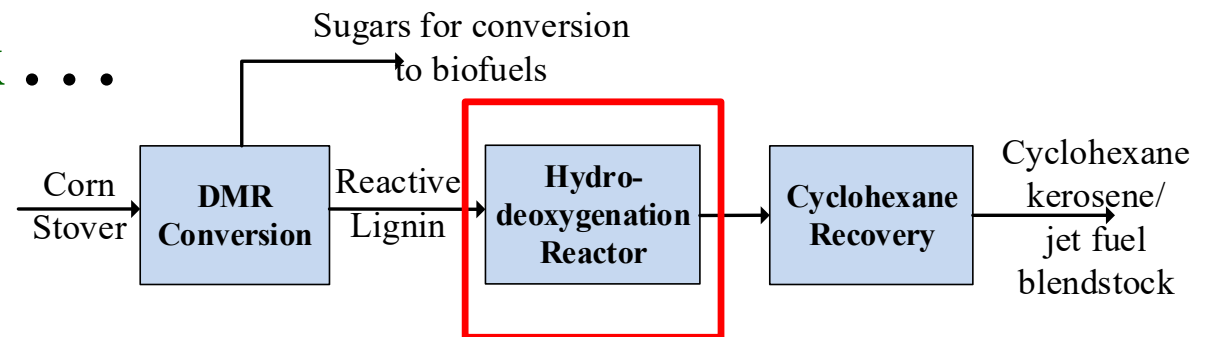 Sugars for conversion
to biofuels
• • •
Corn
Stover
DMR
Conversion
Reactive
Lignin
Hydro-
deoxygenation
Reactor
Cyclohexane
Recovery
Cyclohexane
kerosene/
jet fuel
blendstock